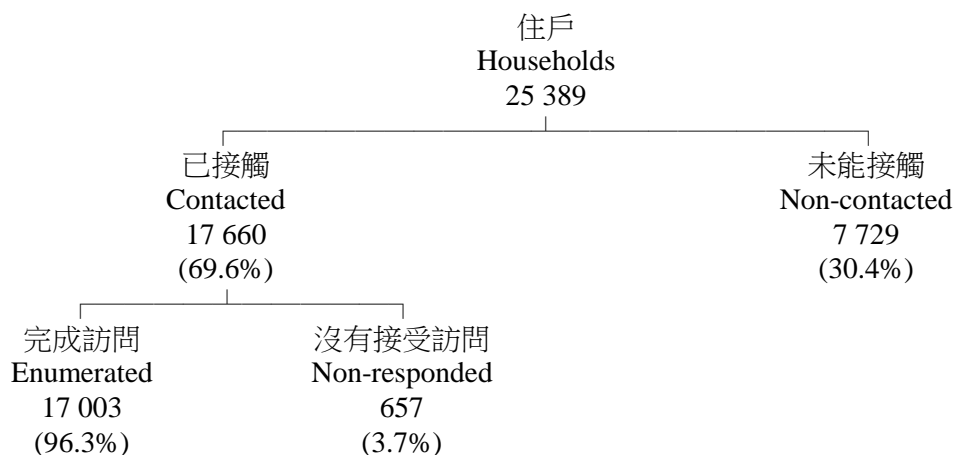 住戶
Households
25 389
已接觸
Contacted
17 660
(69.6%)
未能接觸
Non-contacted
7 729
(30.4%)
完成訪問
Enumerated
17 003
(96.3%)
沒有接受訪問
Non-responded
657
(3.7%)